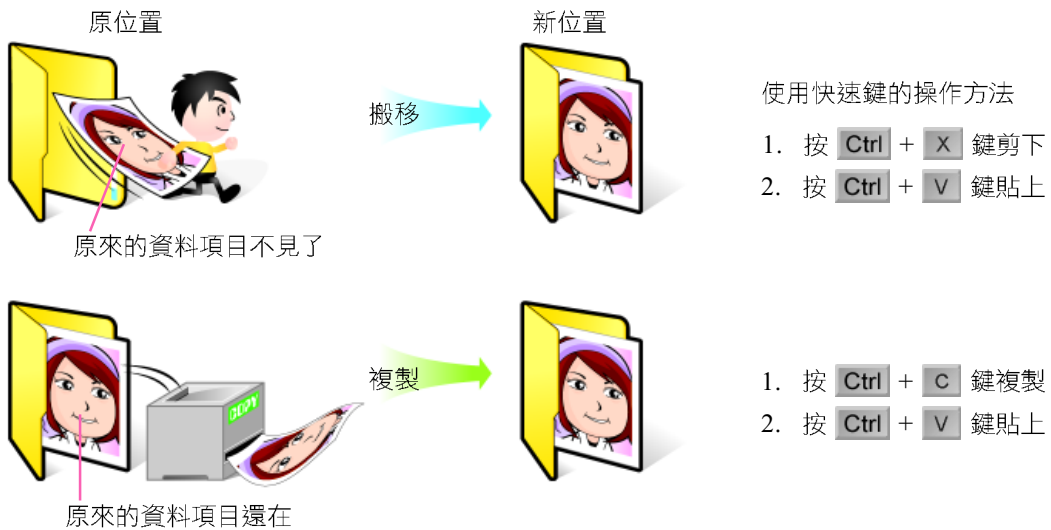 原位置
新位置
搬移
使用快速鍵的操作方法
1. 按 Ctrl + X 鍵剪下
2. 按 Ctrl + V 鍵貼上
原來的資料項目不見了
COPY
複製
1. 按 Ctrl + C 鍵複製
2. 按 Ctrl + V 鍵貼上
原來的資料項目還在